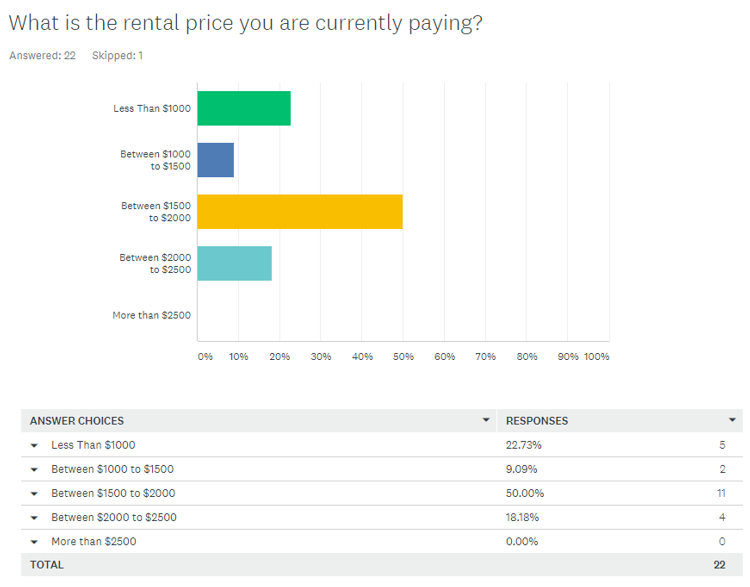 What is the rental price you are currently paying?
Answered: 22 Skipped: 1
Less Than $1000
Between $1000
to $1500
Between $1500
to $2000
Between $2000
to $2500
More than $2500
0% 10% 20% 30% 40% 50% 60% 70% 80% 90% 100%
ANSWER CHOICES RESPONSES
Less Than $1000 22.73% 5
Between $1000 to $1500 9.09% 2
Between $1500 to $2000 50.00% 11
Between $2000 to $2500 18.18% 4
More than $2500 0.00% 0
TOTAL 22